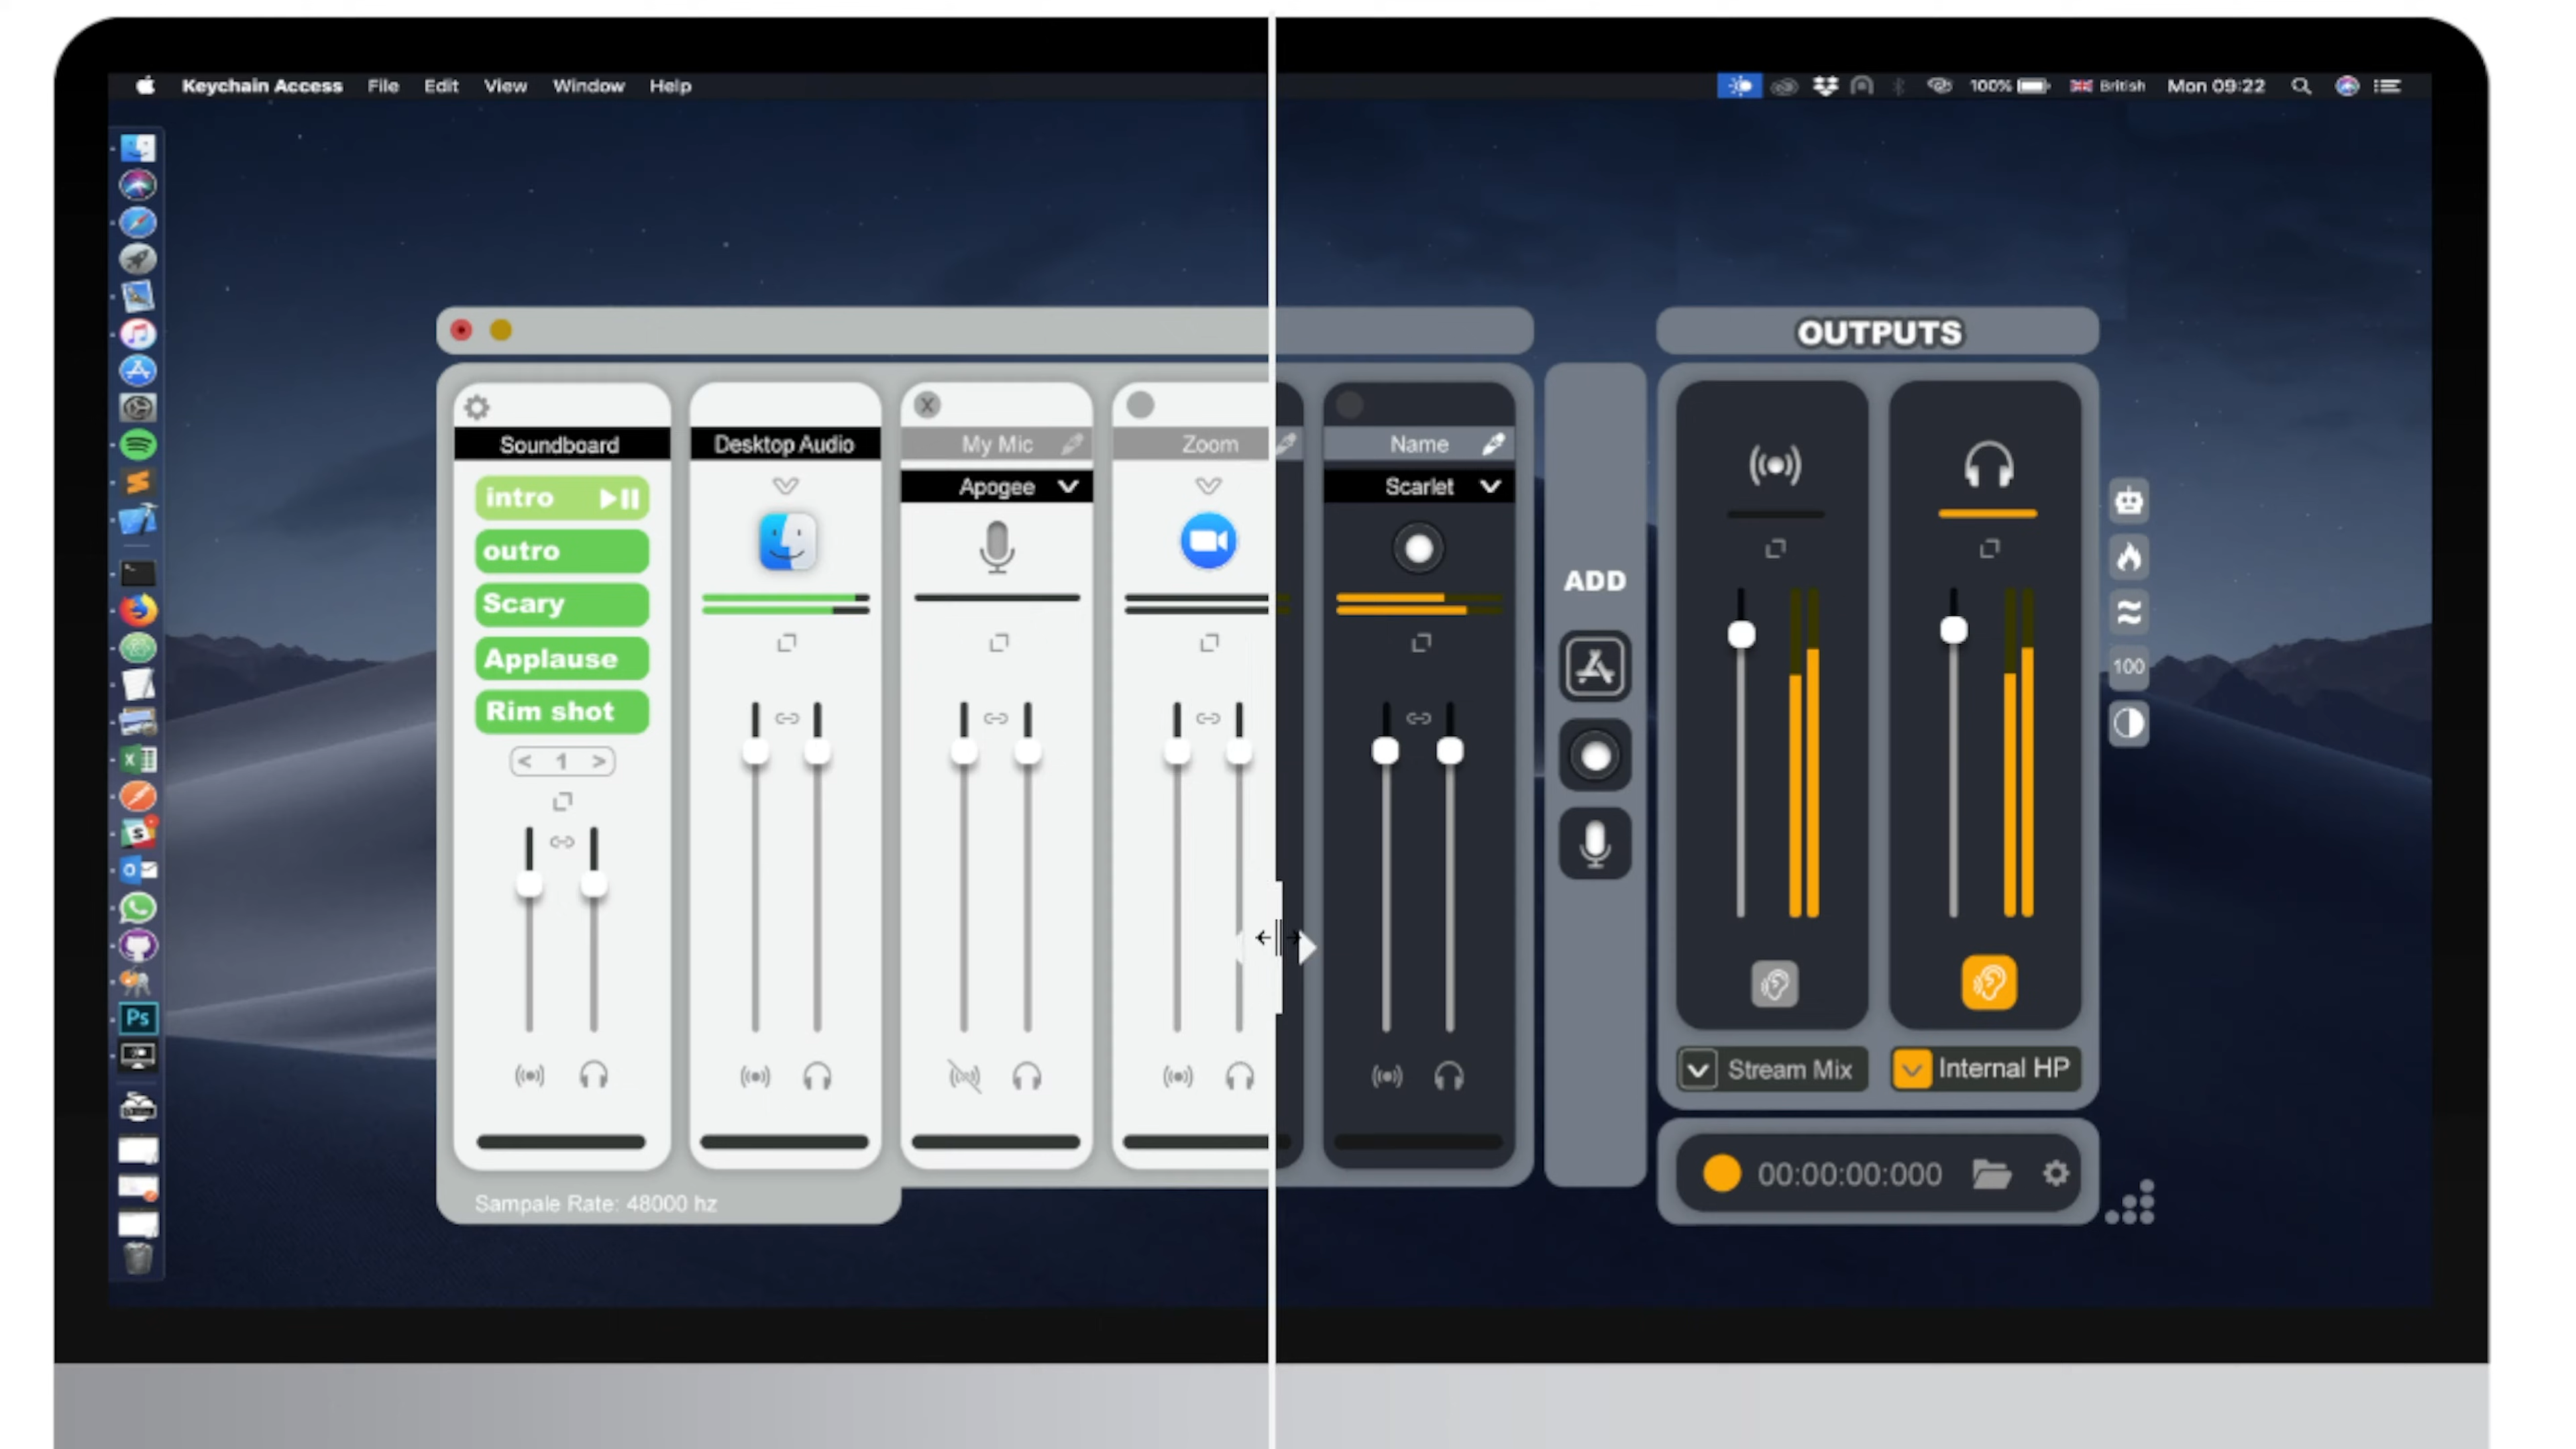 Keychain Access File Edit View Window Help
100% British Mon 09:22
OUTPUTS
Soundboard
Desktop Audio
My Mic
Zoom
Name
Apogee
Scarlet
intro
outro
Scary
Applause
Rim shot
< 1 >
ADD
100
Stream Mix
Internal HP
00:00:00:000
Sampale Rate: 48000 hz
Ps